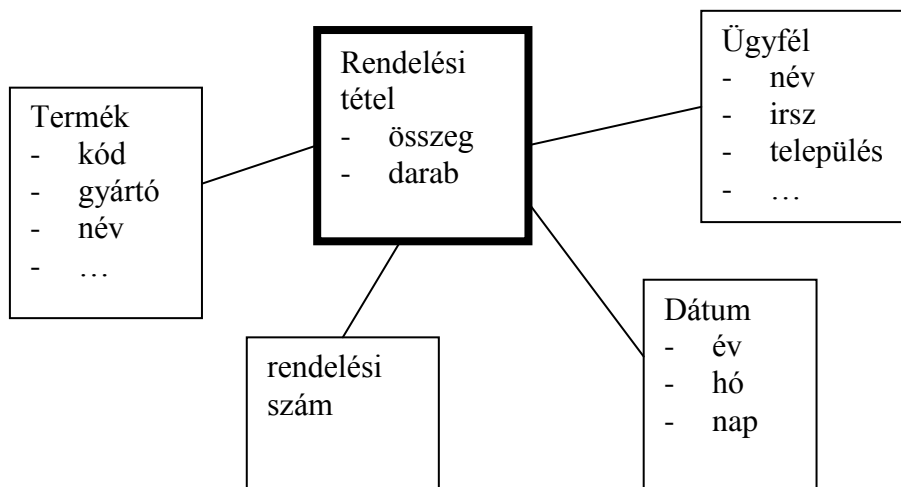 Termék
- kód
- gyártó
- név
- …
Rendelési
tétel
- összeg
- darab
Ügyfél
- név
- irsz
- település
- …
rendelési
szám
Dátum
- év
- hó
- nap